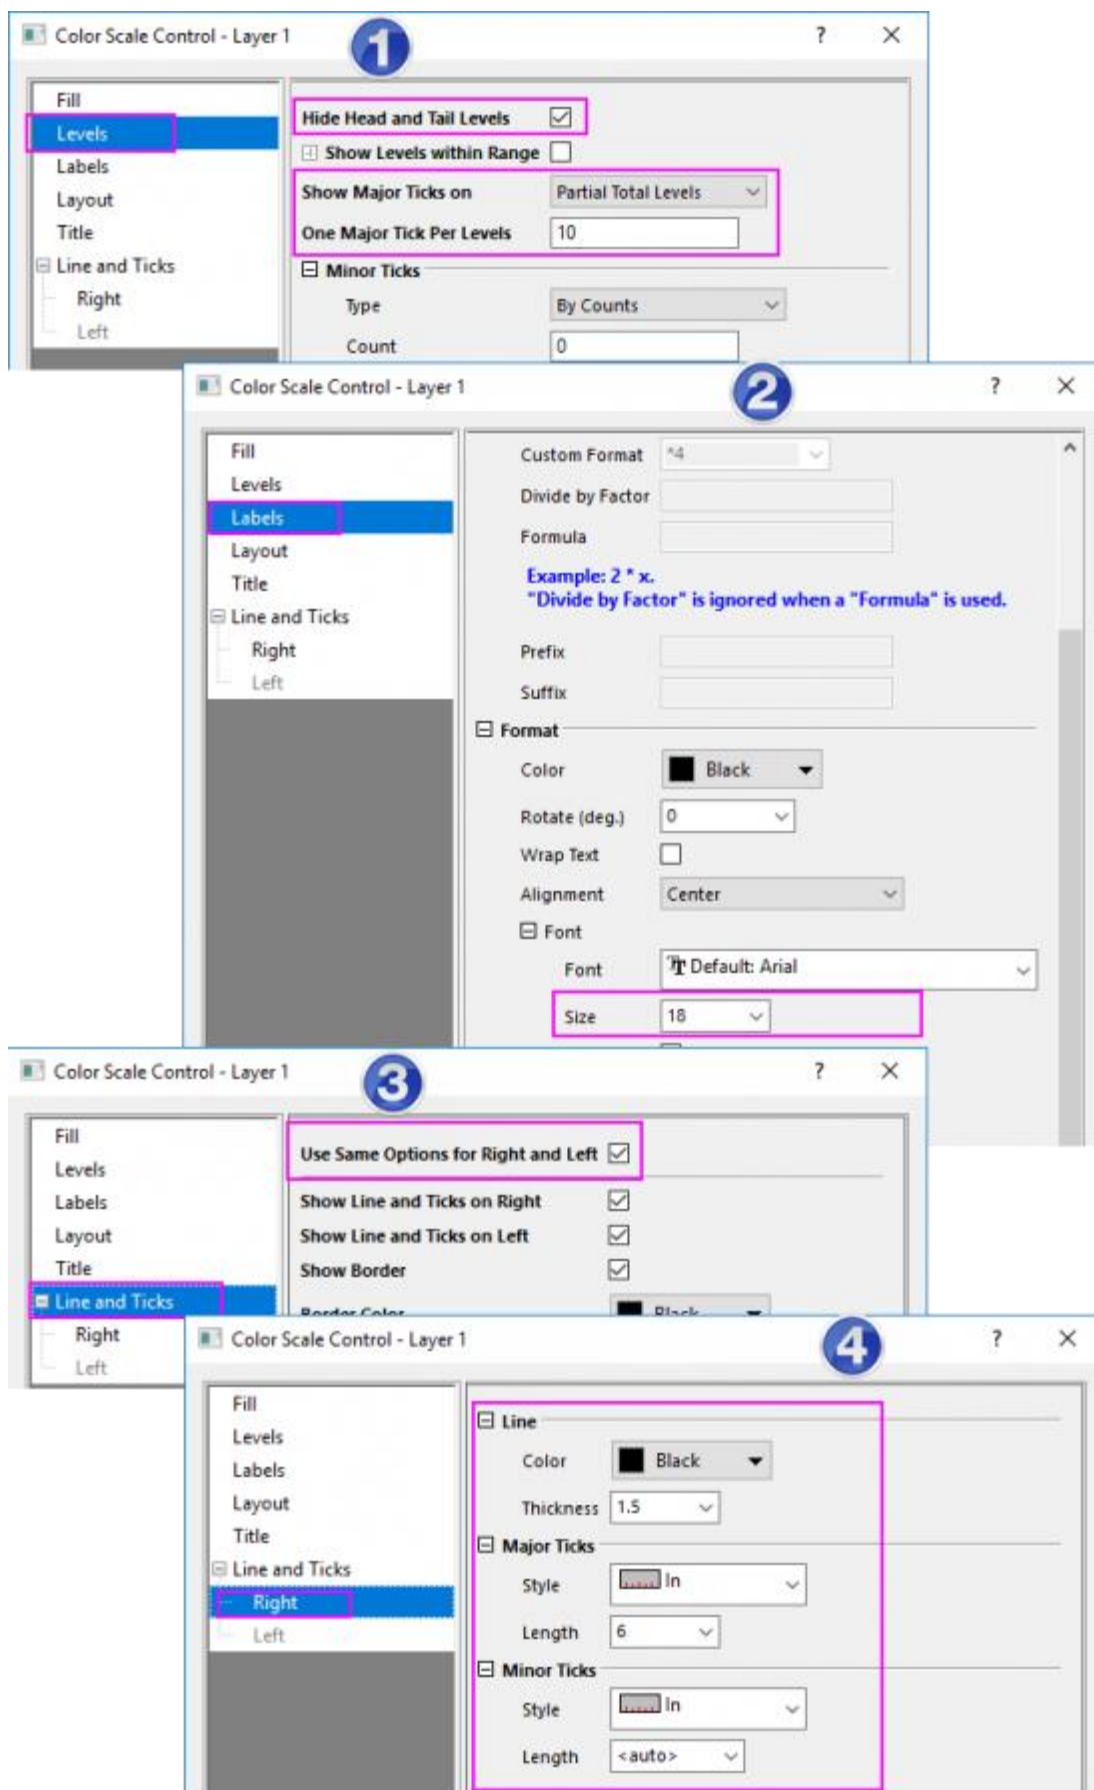 Color Scale Control - Layer 1 ? ×
1
Fill
Levels
Labels
Layout
Title
Line and Ticks
Right
Left
Hide Head and Tail Levels
Show Levels within Range
Show Major Ticks on Partial Total Levels
One Major Tick Per Levels 10
Minor Ticks
Type By Counts
Count 0
Color Scale Control - Layer 1 ? ×
2
Fill
Levels
Labels
Layout
Title
Line and Ticks
Right
Left
Custom Format *4
Divide by Factor
Formula
Example: 2 * x.
"Divide by Factor" is ignored when a "Formula" is used.
Prefix
Suffix
Format
Color Black
Rotate (deg.) 0
Wrap Text
Alignment Center
Font
Font Default: Arial
Size 18
Color Scale Control - Layer 1 ? ×
3
Fill
Levels
Labels
Layout
Title
Line and Ticks
Right
Left
Use Same Options for Right and Left
Show Line and Ticks on Right
Show Line and Ticks on Left
Show Border
Border Color Black
Color Scale Control - Layer 1 ? ×
4
Fill
Levels
Labels
Layout
Title
Line and Ticks
Right
Left
Line
Color Black
Thickness 1.5
Major Ticks
Style In
Length 6
Minor Ticks
Style In
Length <auto>